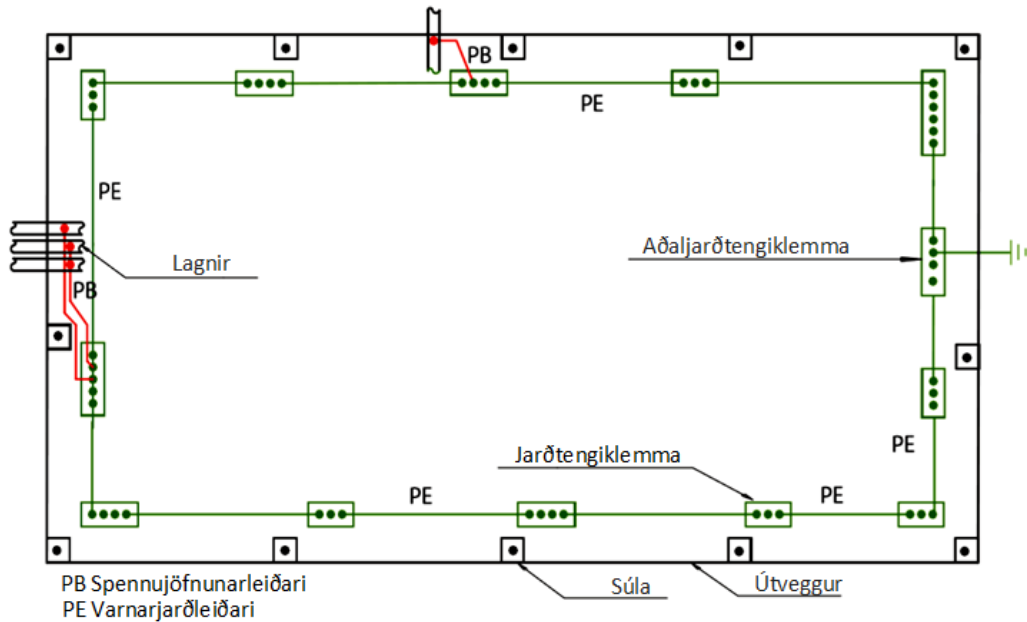 PB
PE
PE
Aðaljarðtengiklemma
Lagnir
PB
Jarðtengiklemma
PE
PE
PE
Súla
Útveggur
PB Spennujöfnunarleiðari
PE Varnarjarðleiðari